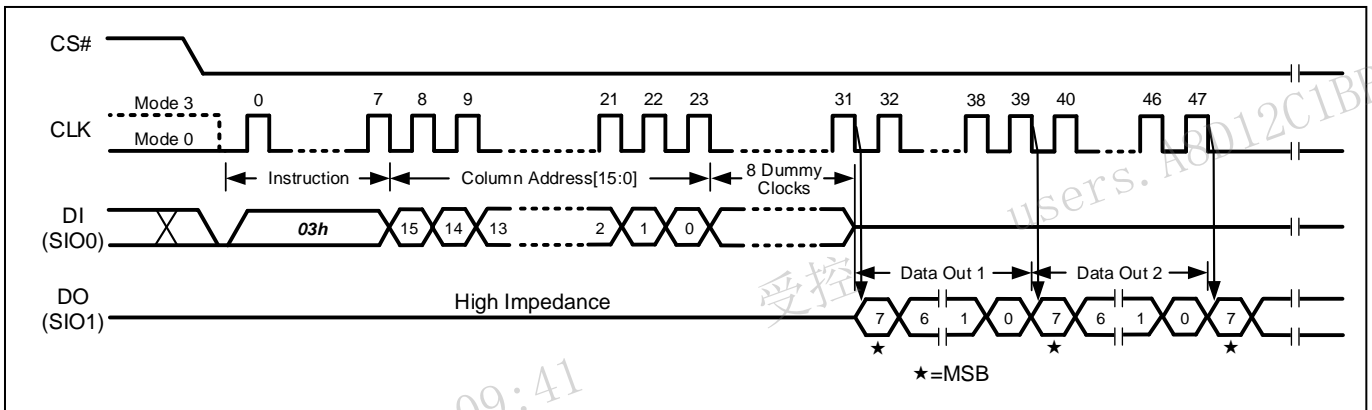 CS#
Mode 3
Mode 0
CLK
0 7 8 9 21 22 23 31 32 38 39 40 46 47
Instruction
Column Address[15:0]
8 Dummy
Clocks
DI
(SIO0)
03h 15 14 13 2 1 0
Data Out 1
Data Out 2
DO
(SIO1)
High Impedance
7 6 1 0 7 6 1 0 7
★ ★ ★
★=MSB
受控
09:41